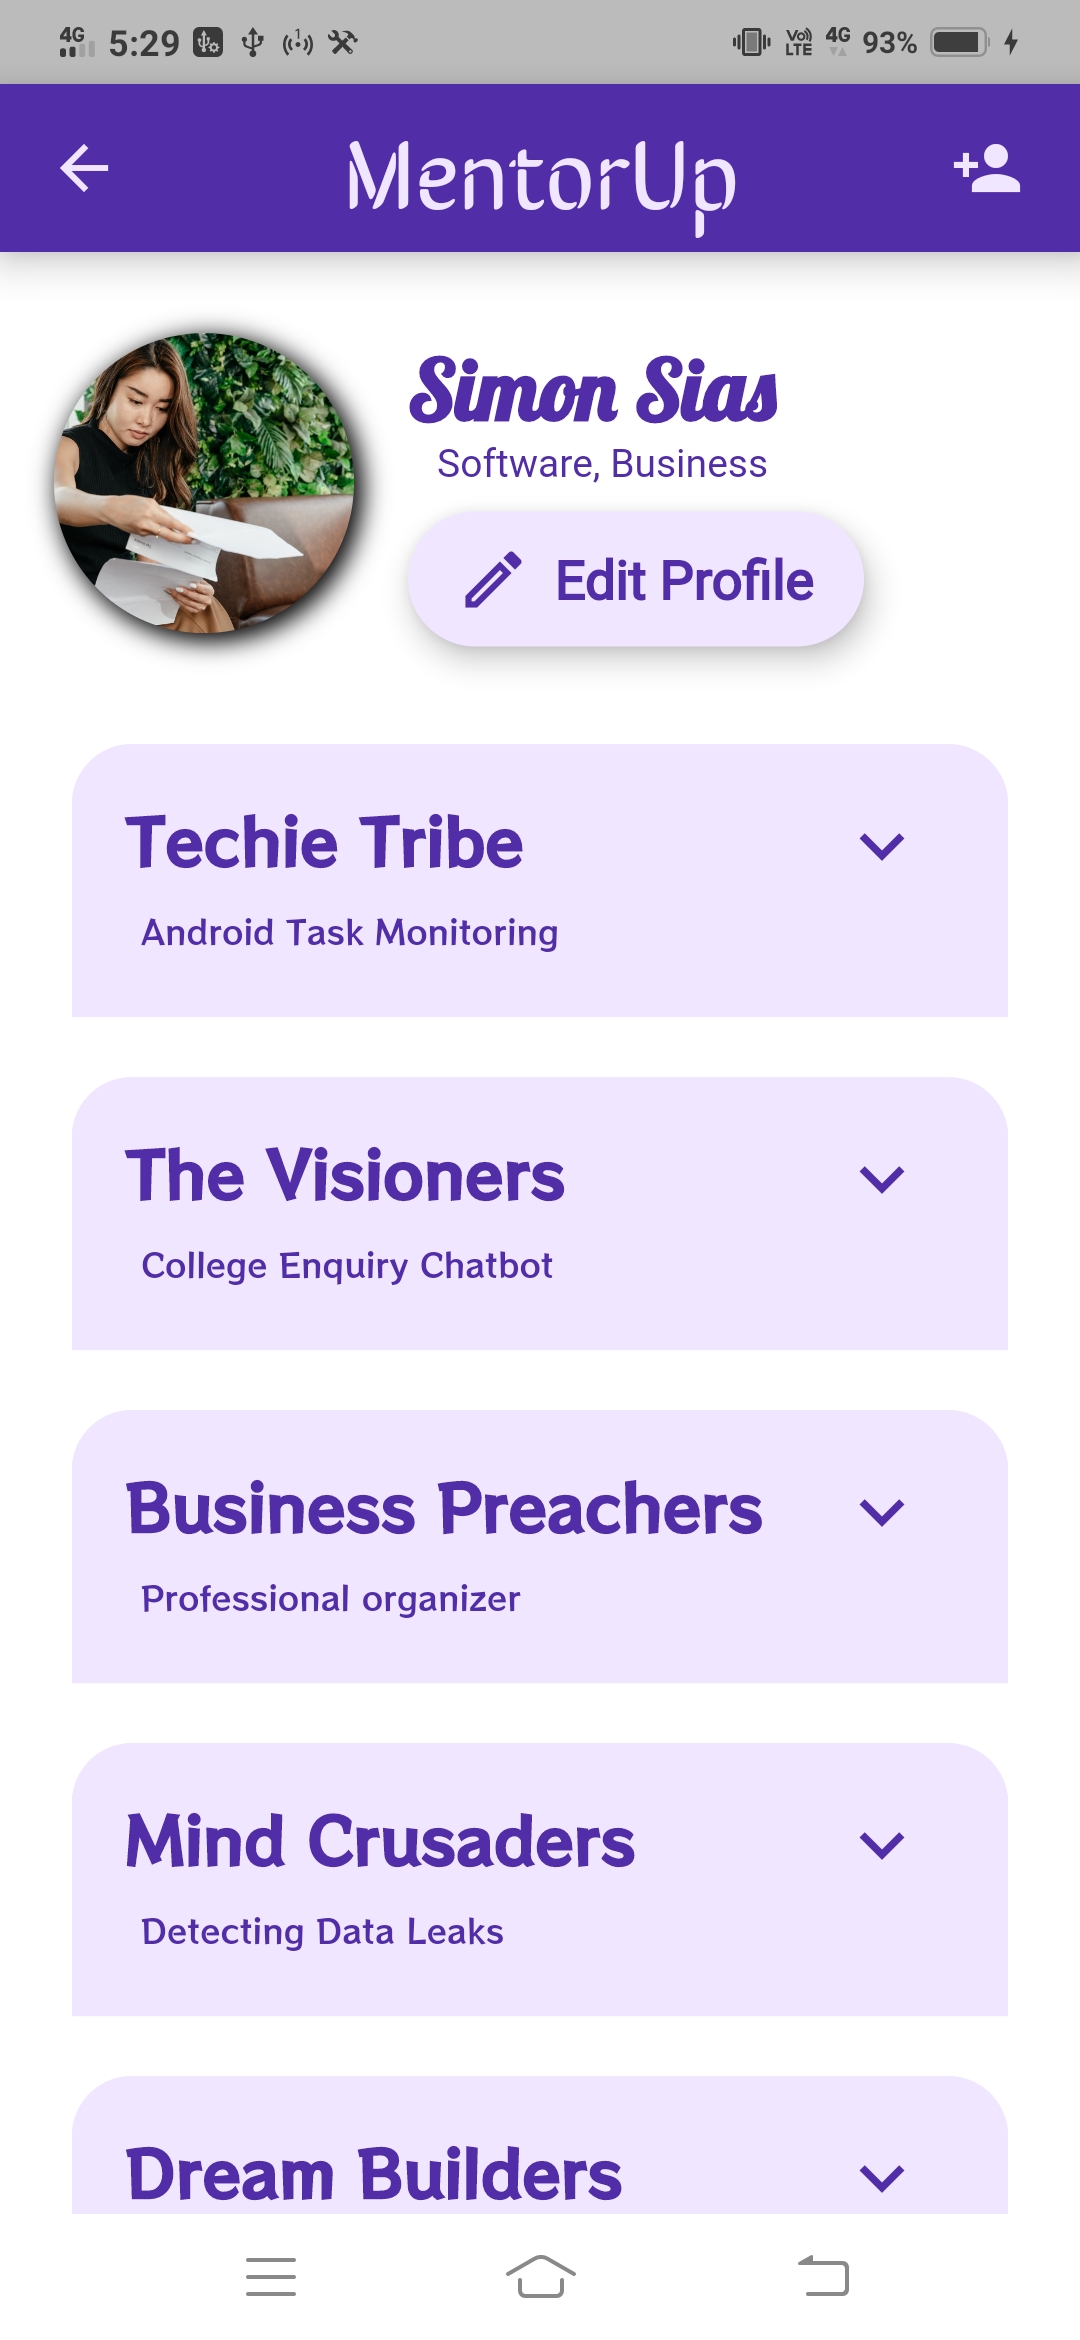 4G 5:29 1 Vo) LTE 4G 93%
MentorUp
Simon Sias
Software, Business
Edit Profile
Techie Tribe
Android Task Monitoring
The Visioners
College Enquiry Chatbot
Business Preachers
Professional organizer
Mind Crusaders
Detecting Data Leaks
Dream Builders